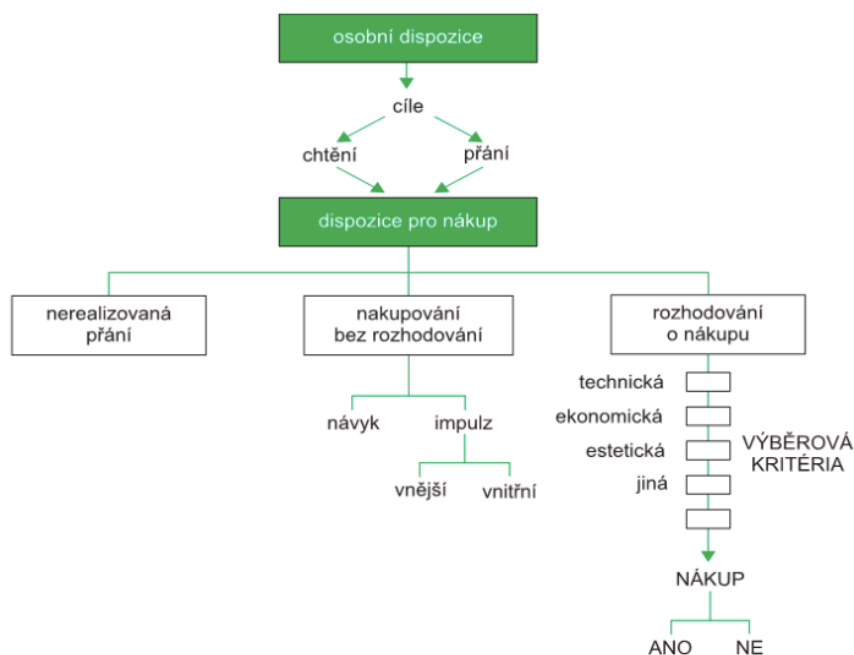 osobní dispozice
cíle
chtění
přání
dispozice pro nákup
nerealizovaná
přání
nakupování
bez rozhodování
rozhodování
o nákupu
návyk
impulz
vnější
vnitřní
technická
ekonomická
estetická
jiná
VÝBĚROVÁ
KRITÉRIA
NÁKUP
ANO
NE